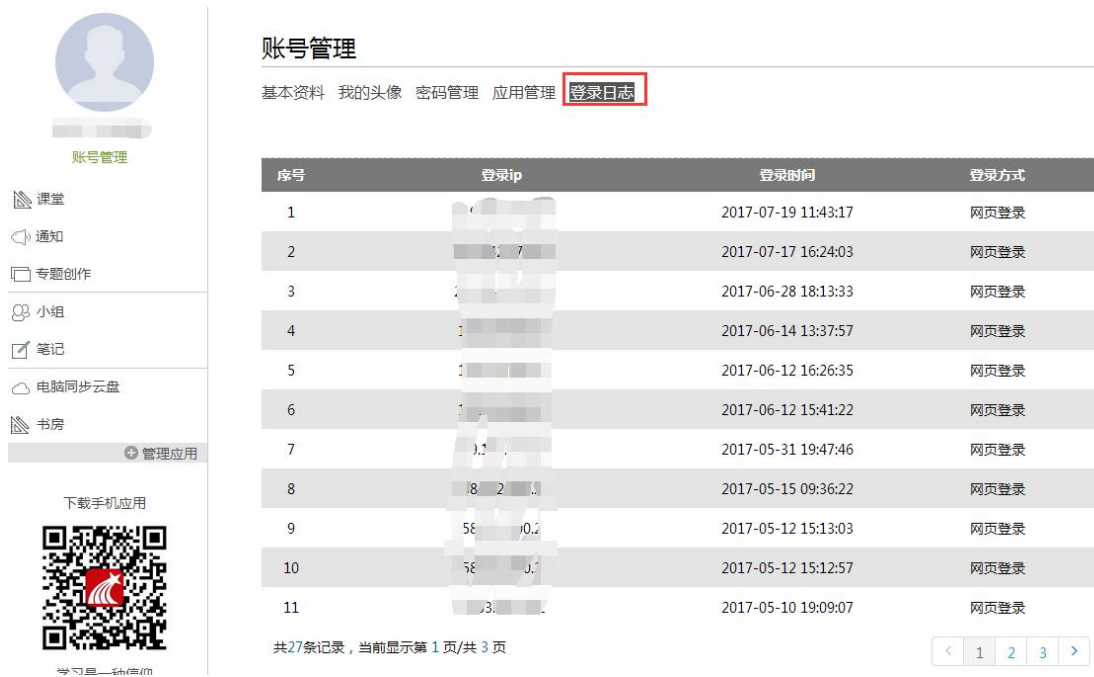 账号管理
基本资料 我的头像 密码管理 应用管理 登录日志
账号管理
课堂
通知
专题创作
小组
笔记
电脑同步云盘
书房
管理应用
下载手机应用
学习是一种信仰
序号 登录ip 登录时间 登录方式
1 2017-07-19 11:43:17 网页登录
2 2017-07-17 16:24:03 网页登录
3 2017-06-28 18:13:33 网页登录
4 2017-06-14 13:37:57 网页登录
5 2017-06-12 16:26:35 网页登录
6 2017-06-12 15:41:22 网页登录
7 2017-05-31 19:47:46 网页登录
8 2017-05-15 09:36:22 网页登录
9 2017-05-12 15:13:03 网页登录
10 2017-05-12 15:12:57 网页登录
11 2017-05-10 19:09:07 网页登录
共27条记录，当前显示第 1 页/共 3 页
< 1 2 3 >